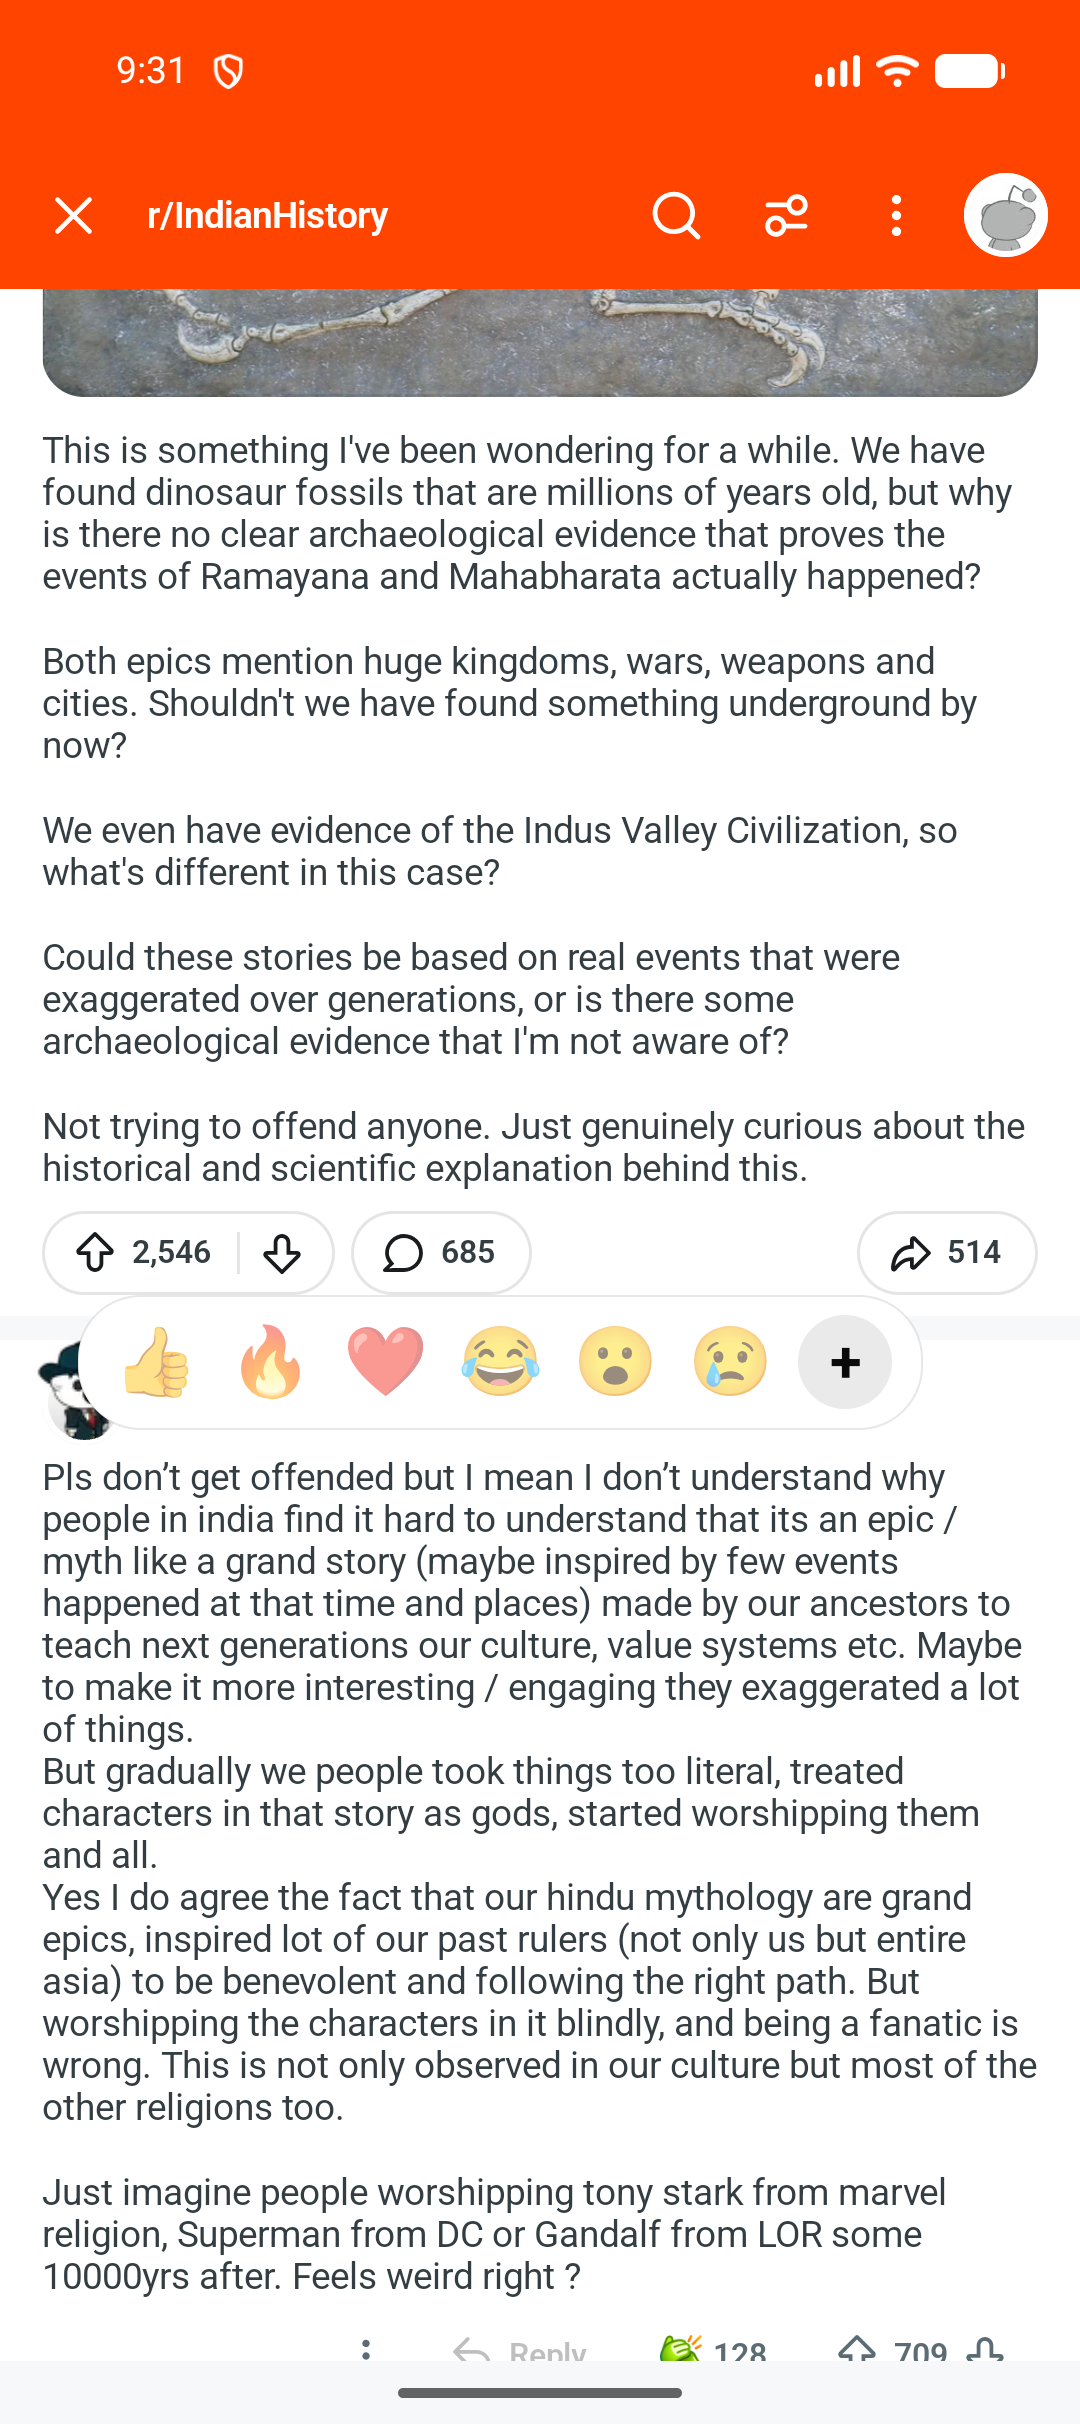 9:31
r/IndianHistory
This is something I've been wondering for a while. We have
found dinosaur fossils that are millions of years old, but why
is there no clear archaeological evidence that proves the
events of Ramayana and Mahabharata actually happened?
Both epics mention huge kingdoms, wars, weapons and
cities. Shouldn't we have found something underground by
now?
We even have evidence of the Indus Valley Civilization, so
what's different in this case?
Could these stories be based on real events that were
exaggerated over generations, or is there some
archaeological evidence that I'm not aware of?
Not trying to offend anyone. Just genuinely curious about the
historical and scientific explanation behind this.
2,546 685 514
Pls don’t get offended but I mean I don’t understand why
people in india find it hard to understand that its an epic /
myth like a grand story (maybe inspired by few events
happened at that time and places) made by our ancestors to
teach next generations our culture, value systems etc. Maybe
to make it more interesting / engaging they exaggerated a lot
of things.
But gradually we people took things too literal, treated
characters in that story as gods, started worshipping them
and all.
Yes I do agree the fact that our hindu mythology are grand
epics, inspired lot of our past rulers (not only us but entire
asia) to be benevolent and following the right path. But
worshipping the characters in it blindly, and being a fanatic is
wrong. This is not only observed in our culture but most of the
other religions too.
Just imagine people worshipping tony stark from marvel
religion, Superman from DC or Gandalf from LOR some
10000yrs after. Feels weird right ?
Reply 128 709